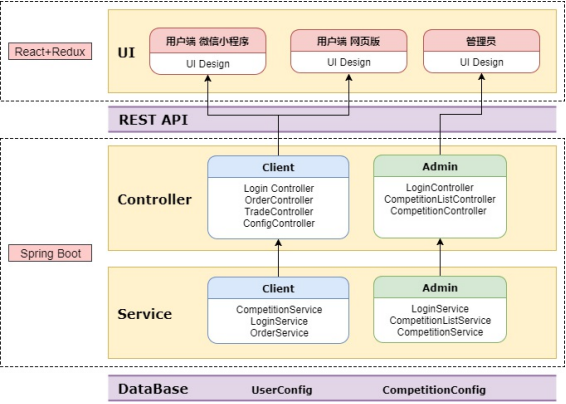 React+Redux
UI
用户端 微信小程序
UI Design
用户端 网页版
UI Design
管理员
UI Design
REST API
Spring Boot
Controller
Client
Login Controller
OrderController
TradeController
ConfigController
Admin
LoginController
CompetitionListController
CompetitionController
Service
Client
CompetitionService
LoginService
OrderService
Admin
LoginService
CompetitionListService
CompetitionService
DataBase
UserConfig
CompetitionConfig